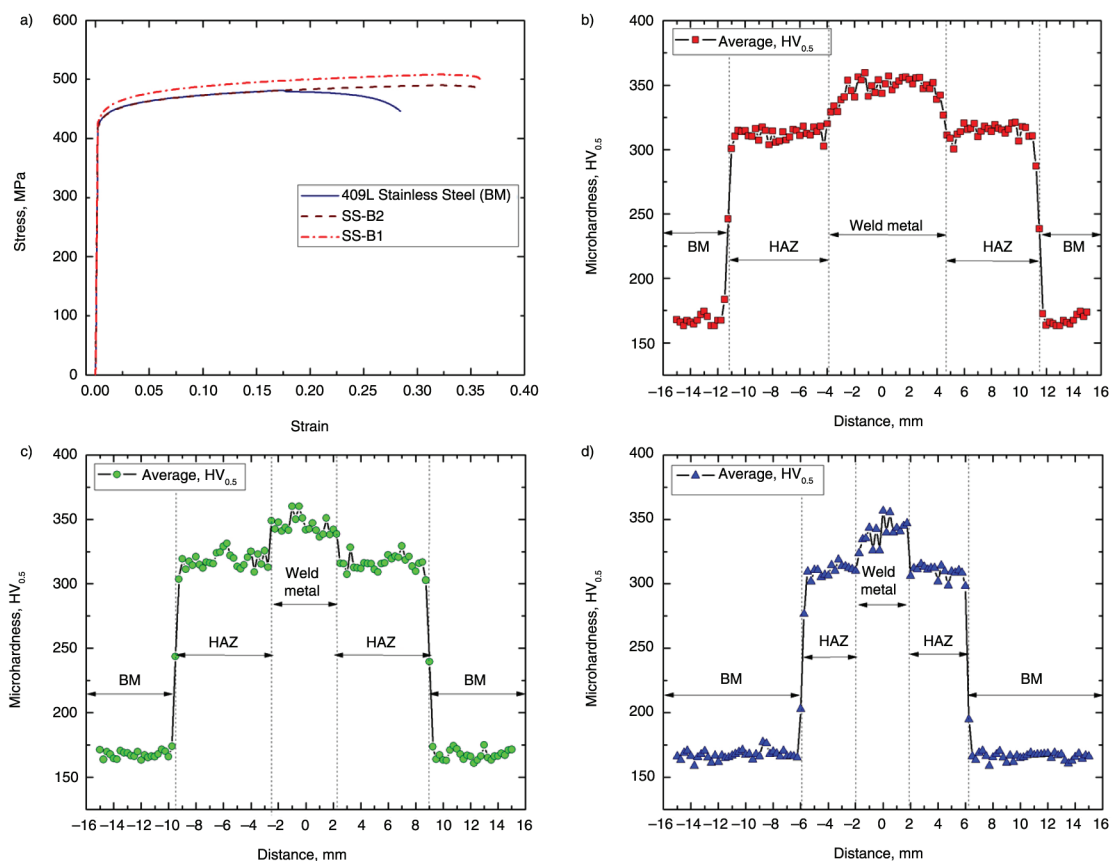 a)
600
500
400
300
200
100
0
Stress, MPa
409L Stainless Steel (BM)
SS-B2
SS-B1
0.00 0.05 0.10 0.15 0.20 0.25 0.30 0.35 0.40
Strain
b)
400
350
300
250
200
150
Microhardness, HV0.5
Average, HV0.5
Weld metal
BM HAZ HAZ BM
−16 −14 −12 −10 −8 −6 −4 −2 0 2 4 6 8 10 12 14 16
Distance, mm
c)
400
350
300
250
200
150
Microhardness, HV0.5
Average, HV0.5
Weld
metal
HAZ HAZ
BM BM
−16 −14 −12 −10 −8 −6 −4 −2 0 2 4 6 8 10 12 14 16
Distance, mm
d)
400
350
300
250
200
150
Microhardness, HV0.5
Average, HV0.5
Weld
metal
HAZ HAZ
BM BM
−16 −14 −12 −10 −8 −6 −4 −2 0 2 4 6 8 10 12 14 16
Distance, mm